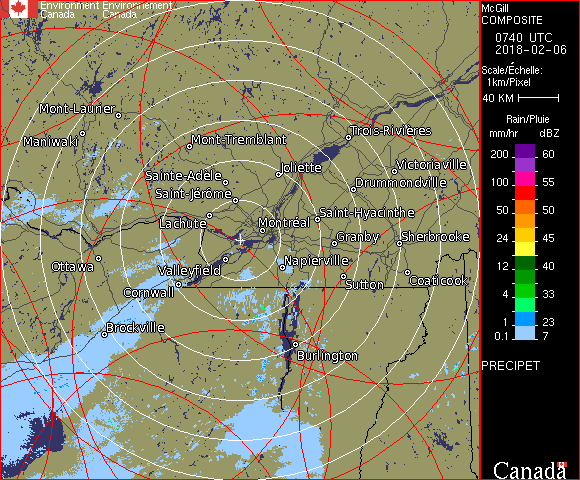 Environment Environnement
Canada Canada
McGill
COMPOSITE
0740 UTC
2018-02-06
Scale/Échelle:
1km/Pixel
40 KM
Rain/Pluie
mm/hr dBZ
200 60
100 55
75 50
50 45
24 40
12 40
4 33
1 23
0.1 7
PRECIPET
Canada
Mont-Laurier
Maniwaki
Mont-Tremblant
Trois-Rivières
Joliette
Victoriaville
Sainte-Adèle
Drummondville
Saint-Jérôme
Lachute
Montréal
Saint-Hyacinthe
Granby
Sherbrooke
Ottawa
Valleyfield
Napierville
Cornwall
Sutton
Coaticook
Brockville
Burlington